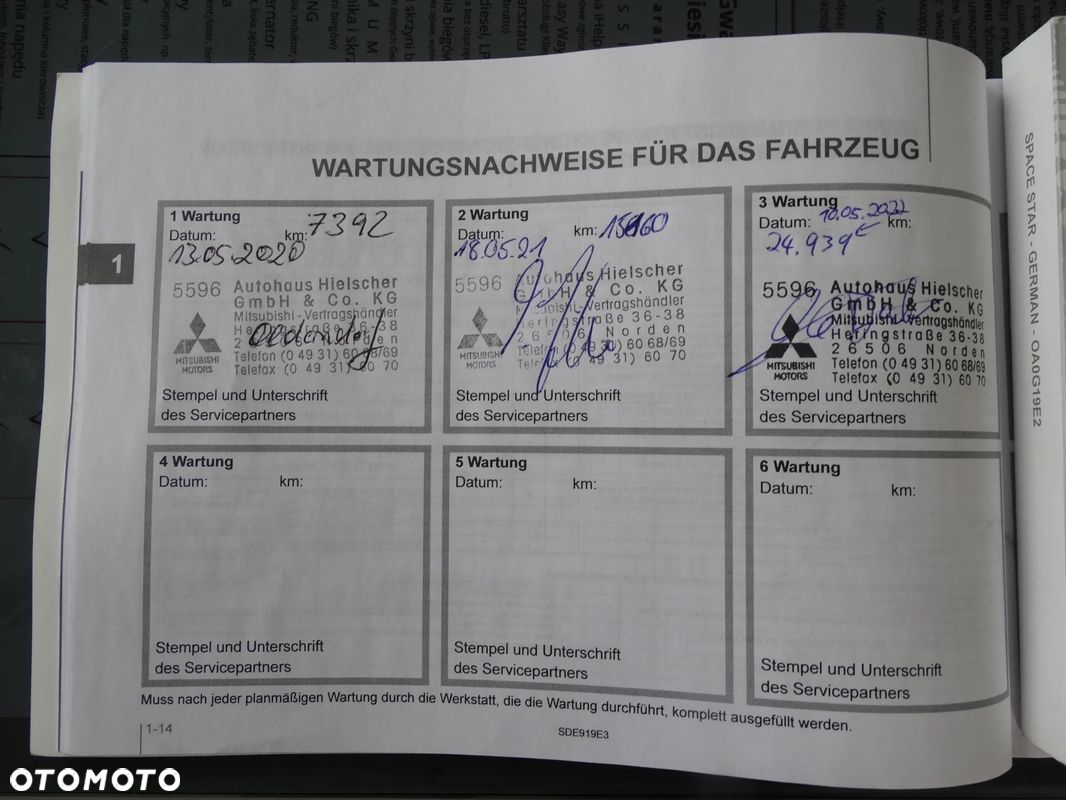 WARTUNGSNACHWEISE FÜR DAS FAHRZEUG
1
1 Wartung
Datum: km: 7392
13.05.2020
5596 Autohaus Hielscher
GmbH & Co. KG
Mitsubishi-Vertragshändler
Heringstraße 36-38
Telefon (0 49 31) 60 68/69
Telefax (0 49 31) 60 70
MITSUBISHI
MOTORS
Stempel und Unterschrift
des Servicepartners
2 Wartung
Datum: km:
18.05.21
5596 Autohaus Hielscher
GmbH & Co. KG
Mitsubishi-Vertragshändler
Heringstraße 36-38
26506 Norden
Telefon (0 49 31) 60 68/69
Telefax (0 49 31) 60 70
MITSUBISHI
MOTORS
Stempel und Unterschrift
des Servicepartners
3 Wartung
Datum: 10.05.2022 km:
24.939
5596 Autohaus Hielscher
GmbH & Co. KG
Mitsubishi-Vertragshändler
Heringstraße 36-38
26506 Norden
Telefon (0 49 31) 60 68/69
Telefax (0 49 31) 60 70
MITSUBISHI
MOTORS
Stempel und Unterschrift
des Servicepartners
4 Wartung
Datum: km:
Stempel und Unterschrift
des Servicepartners
5 Wartung
Datum: km:
Stempel und Unterschrift
des Servicepartners
6 Wartung
Datum: km:
Stempel und Unterschrift
des Servicepartners
Muss nach jeder planmäßigen Wartung durch die Werkstatt, die die Wartung durchführt, komplett ausgefüllt werden.
1-14
SDE919E3
SPACE STAR - GERMAN - OA0G19E2
OTOMOTO